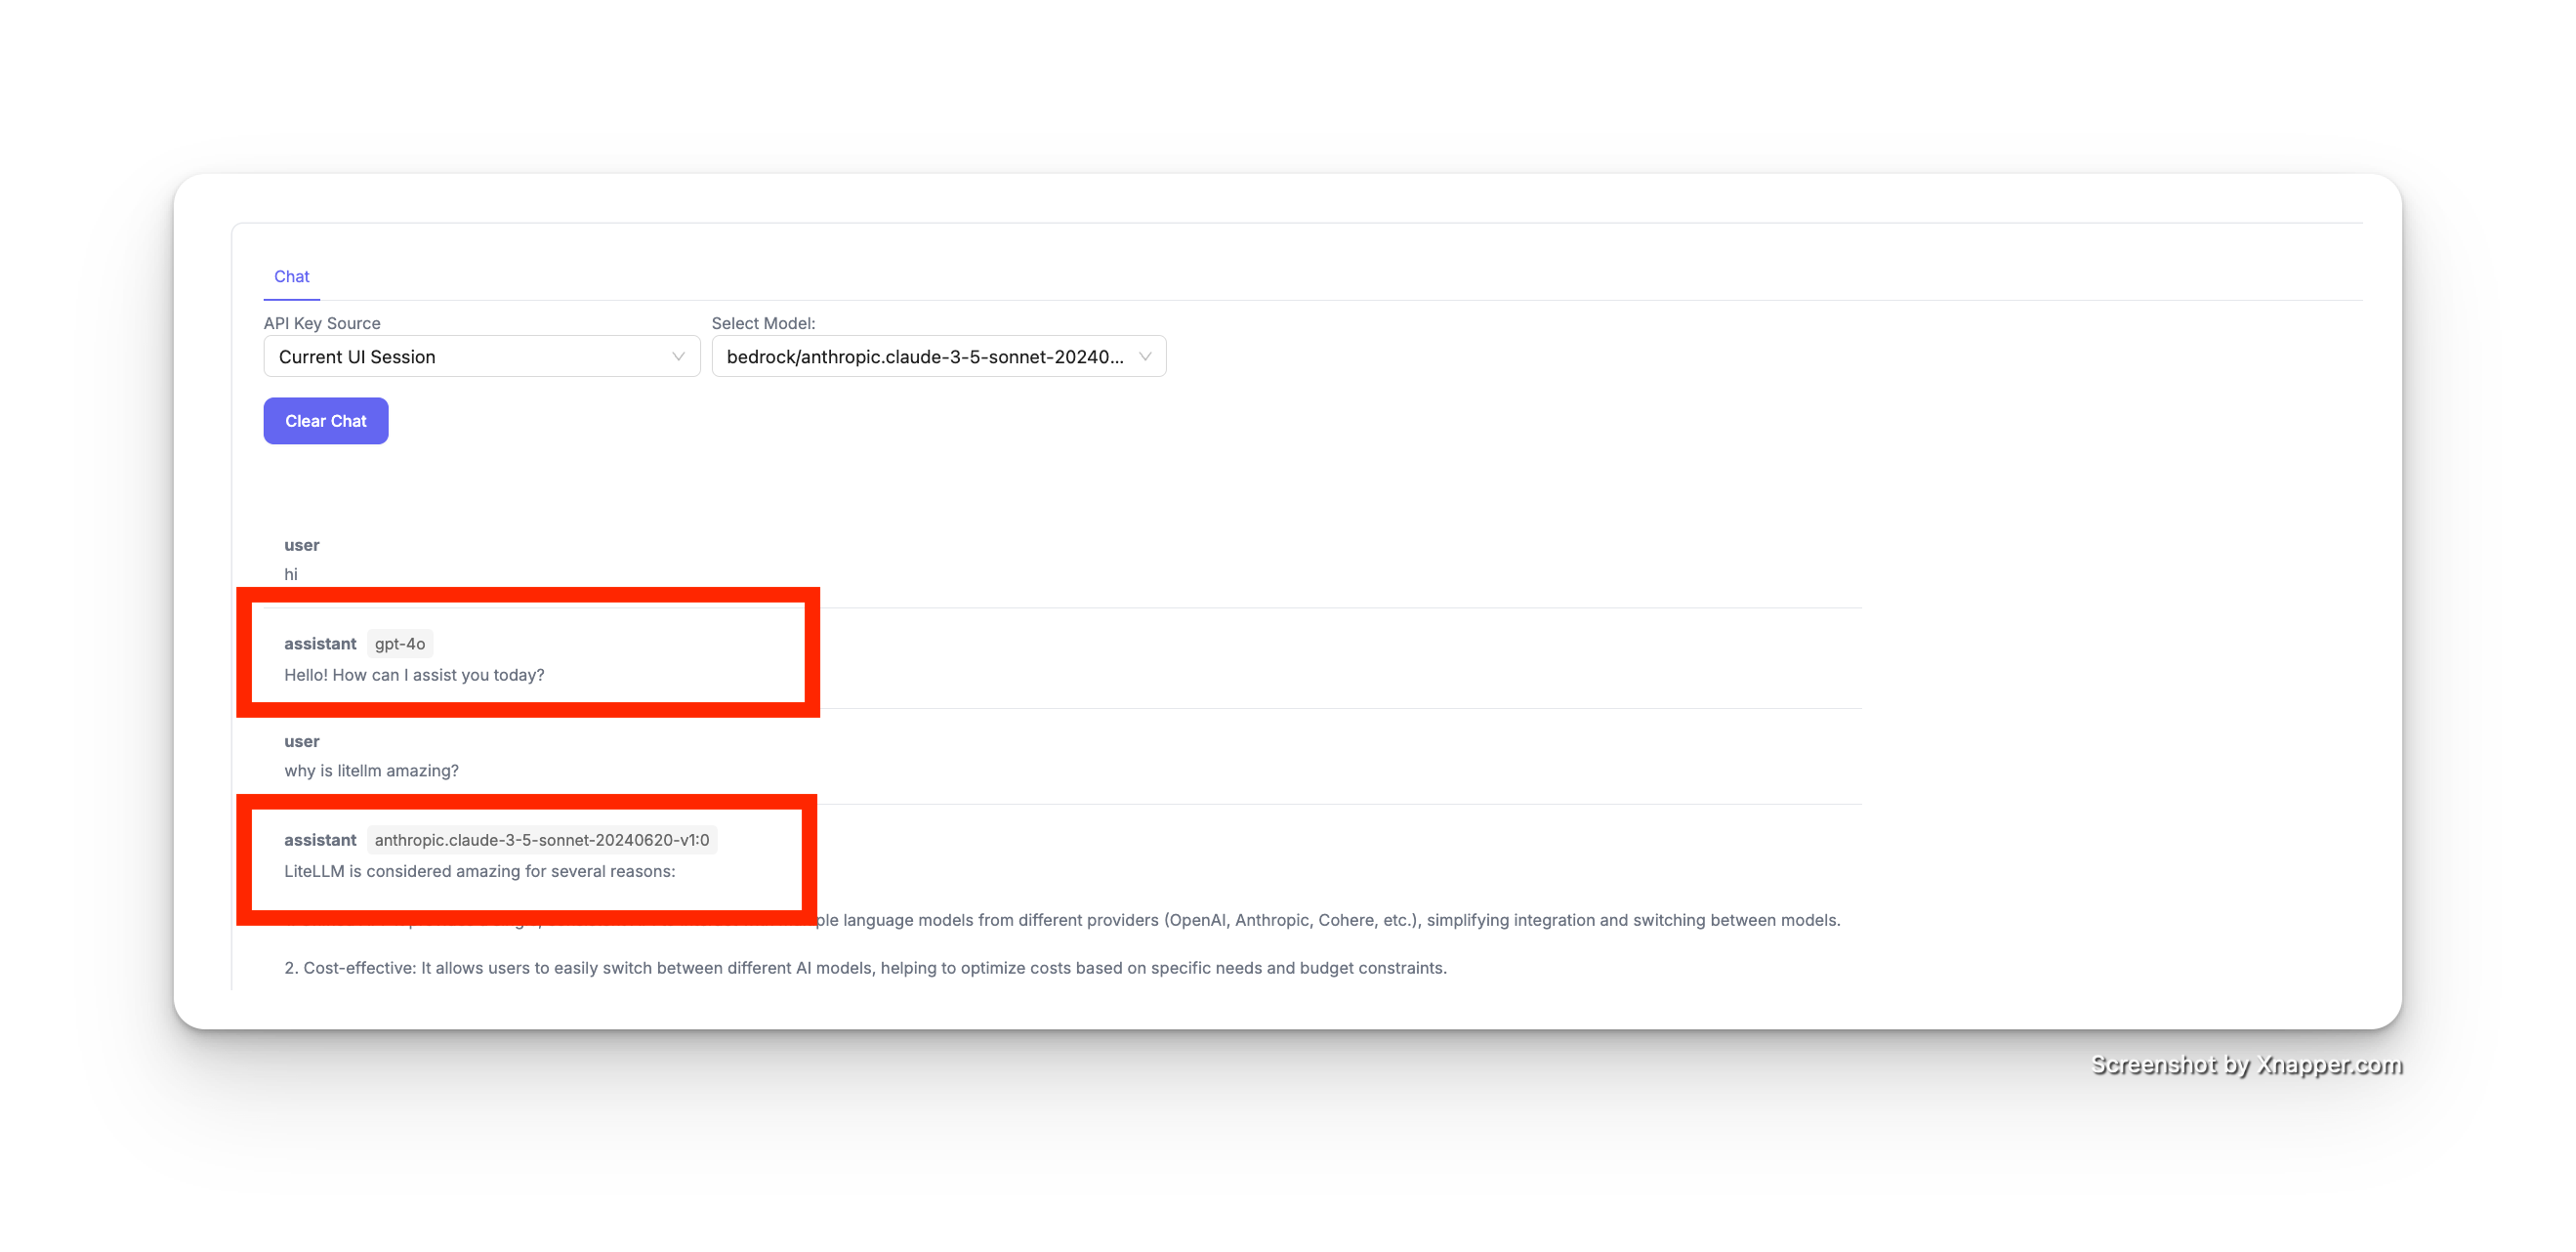 Chat
API Key Source
Select Model:
Current UI Session
bedrock/anthropic.claude-3-5-sonnet-20240...
Clear Chat
user
hi
assistant gpt-4o
Hello! How can I assist you today?
user
why is litellm amazing?
assistant anthropic.claude-3-5-sonnet-20240620-v1:0
LiteLLM is considered amazing for several reasons:
language models from different providers (OpenAI, Anthropic, Cohere, etc.), simplifying integration and switching between models.
2. Cost-effective: It allows users to easily switch between different AI models, helping to optimize costs based on specific needs and budget constraints.
Screenshot by Xnapper.com